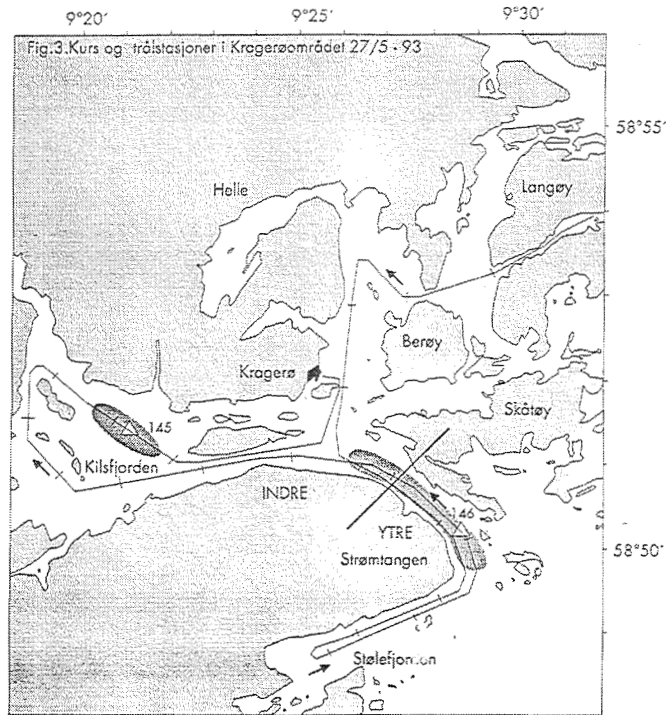 9°20' 9°25' 9°30'
Fig.3.Kurs og trålstasjoner i Kragerøområdet 27/5 - 93
58°55'
Helle
Langøy
Berøy
Kragerø
Skåtøy
145
Kilsfjorden
INDRE
146
YTRE
58°50'
Strømtangen
Stølefjorden